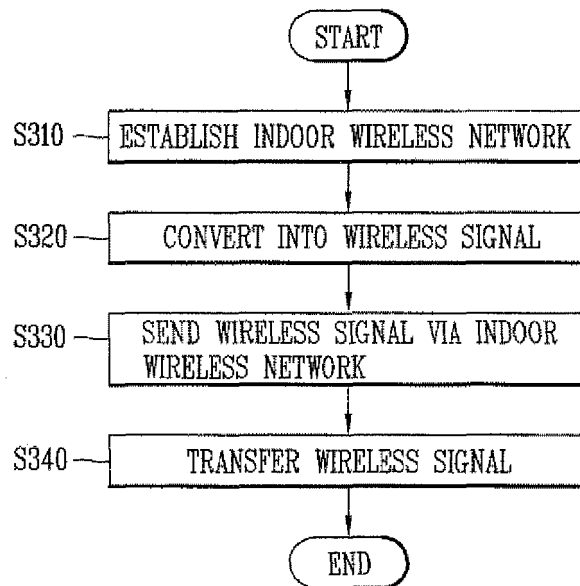 START
S310
ESTABLISH INDOOR WIRELESS NETWORK
S320
CONVERT INTO WIRELESS SIGNAL
S330
SEND WIRELESS SIGNAL VIA INDOOR
WIRELESS NETWORK
S340
TRANSFER WIRELESS SIGNAL
END